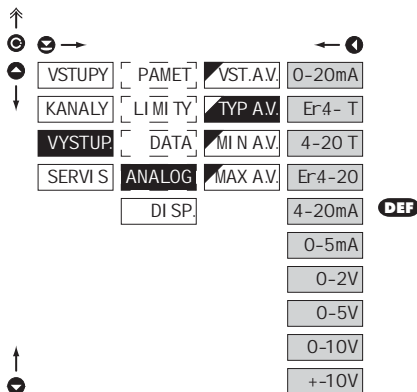 VSTUPY PAMET VST.A.V. 0-20mA
KANALY LIMITY TYP A.V. Er4- T
VYSTUP. DATA MIN A.V. 4-20 T
SERVIS ANALOG MAX A.V. Er4-20
DISP. 4-20mA DEF
0-5mA
0-2V
0-5V
0-10V
+-10V